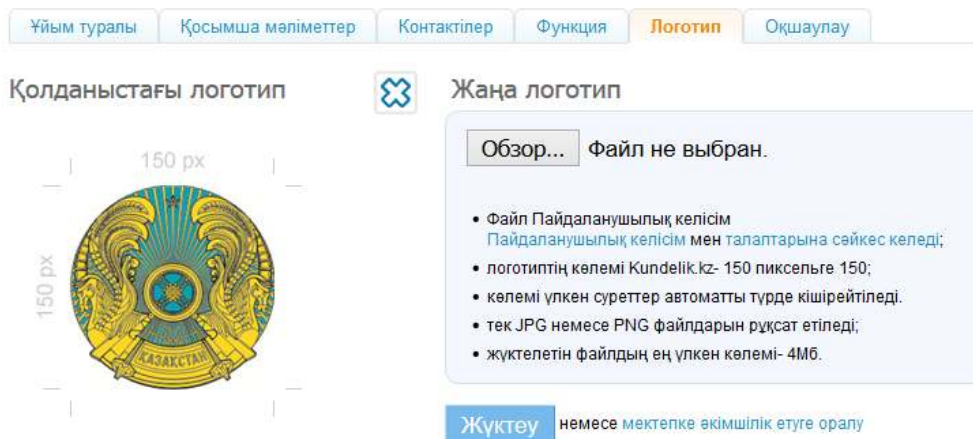 Ұйым туралы Қосымша мәліметтер Контактілер Функция Логотип Оқшаулау
Қолданыстағы логотип
Жаңа логотип
150 px
150 px
ҚАЗАҚСТАН
Обзор... Файл не выбран.
• Файл Пайдаланушылық келісім
Пайдаланушылық келісім мен талаптарына сәйкес келеді;
• логотиптің көлемі Kundelik.kz- 150 пиксельге 150;
• көлемі үлкен суреттер автоматты түрде кішірейтіледі.
• тек JPG немесе PNG файлдарын рұқсат етіледі;
• жүктелетін файлдың ең үлкен көлемі- 4Мб.
Жүктеу немесе мектепке әкімшілік етуге оралу